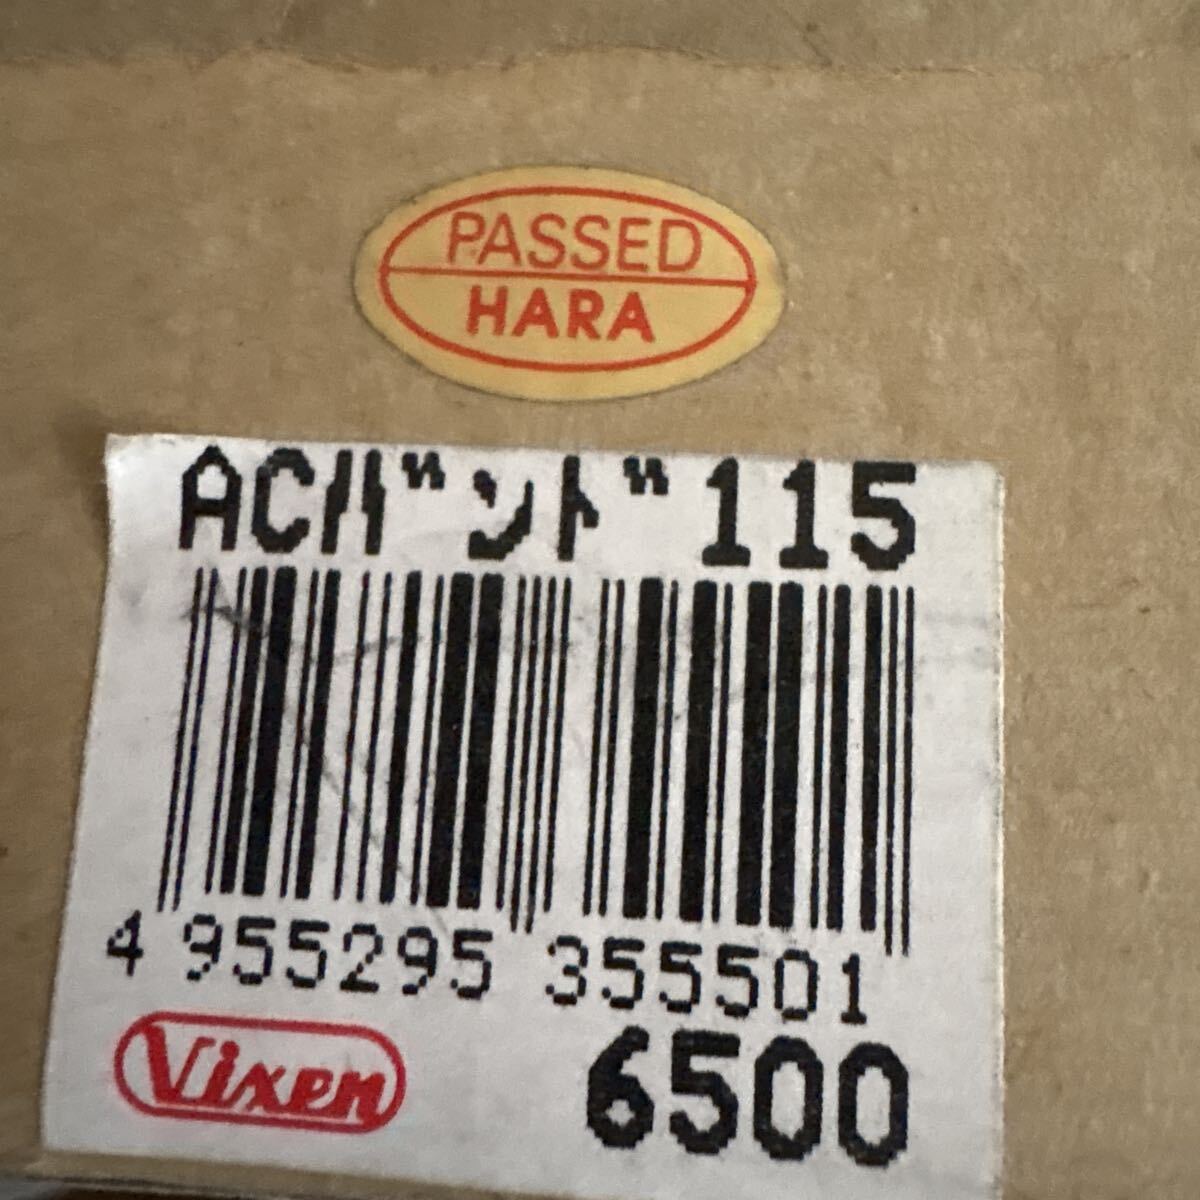 PASSED
HARA
ACﾊﾞﾝﾄﾞ115
4 955295 355501
Vixen
6500